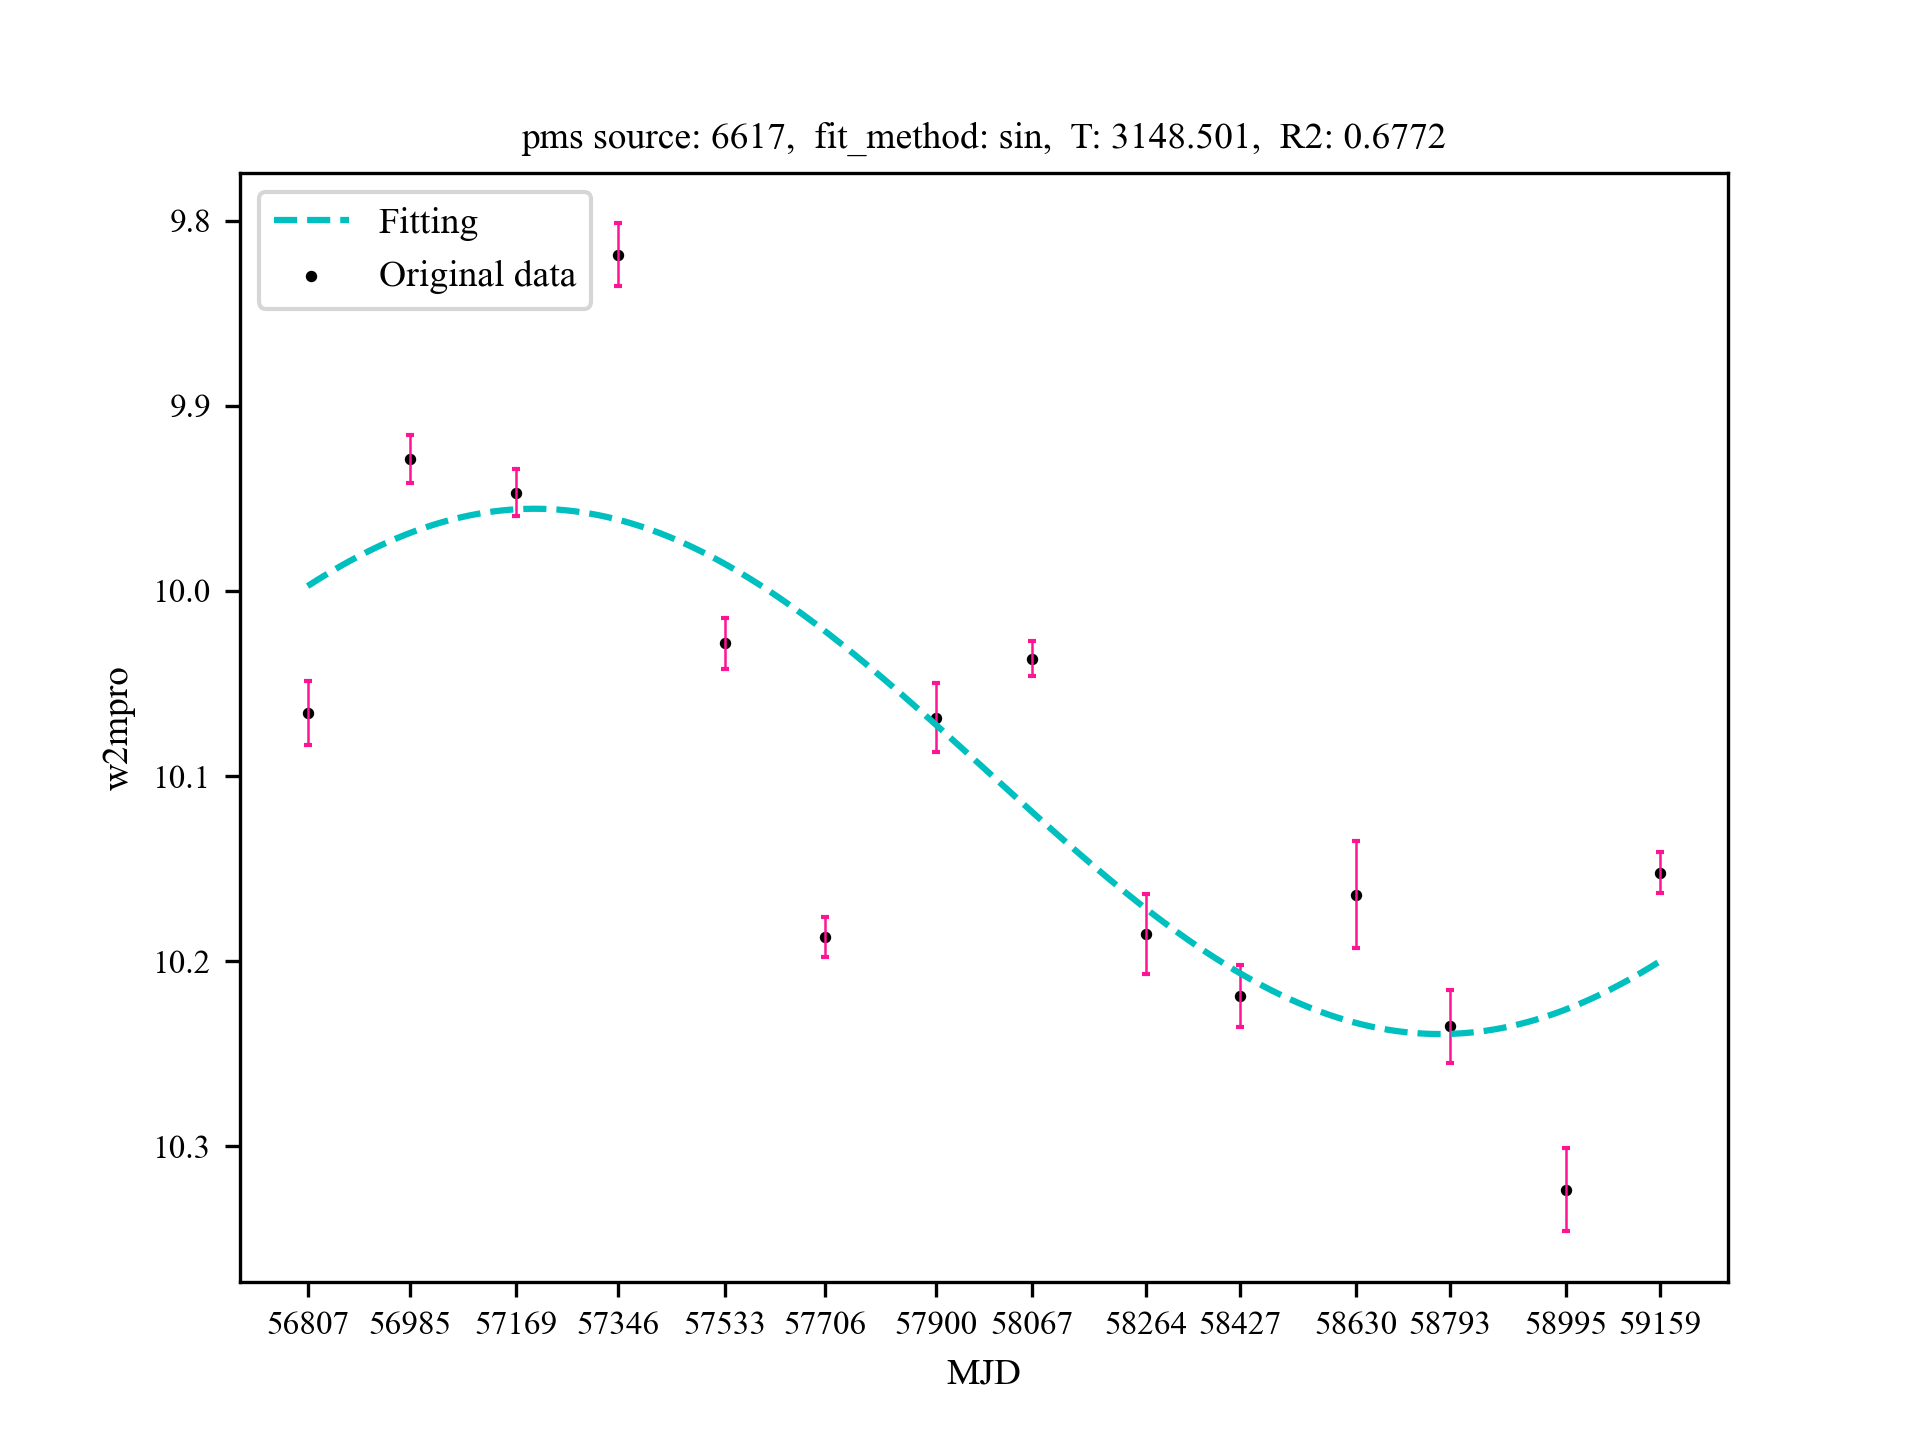 pms source: 6617,  fit_method: sin,  T: 3148.501,  R2: 0.6772
Fitting
Original data
9.8
9.9
10.0
10.1
10.2
10.3
w2mpro
56807 56985 57169 57346 57533 57706 57900 58067 58264 58427 58630 58793 58995 59159
MJD